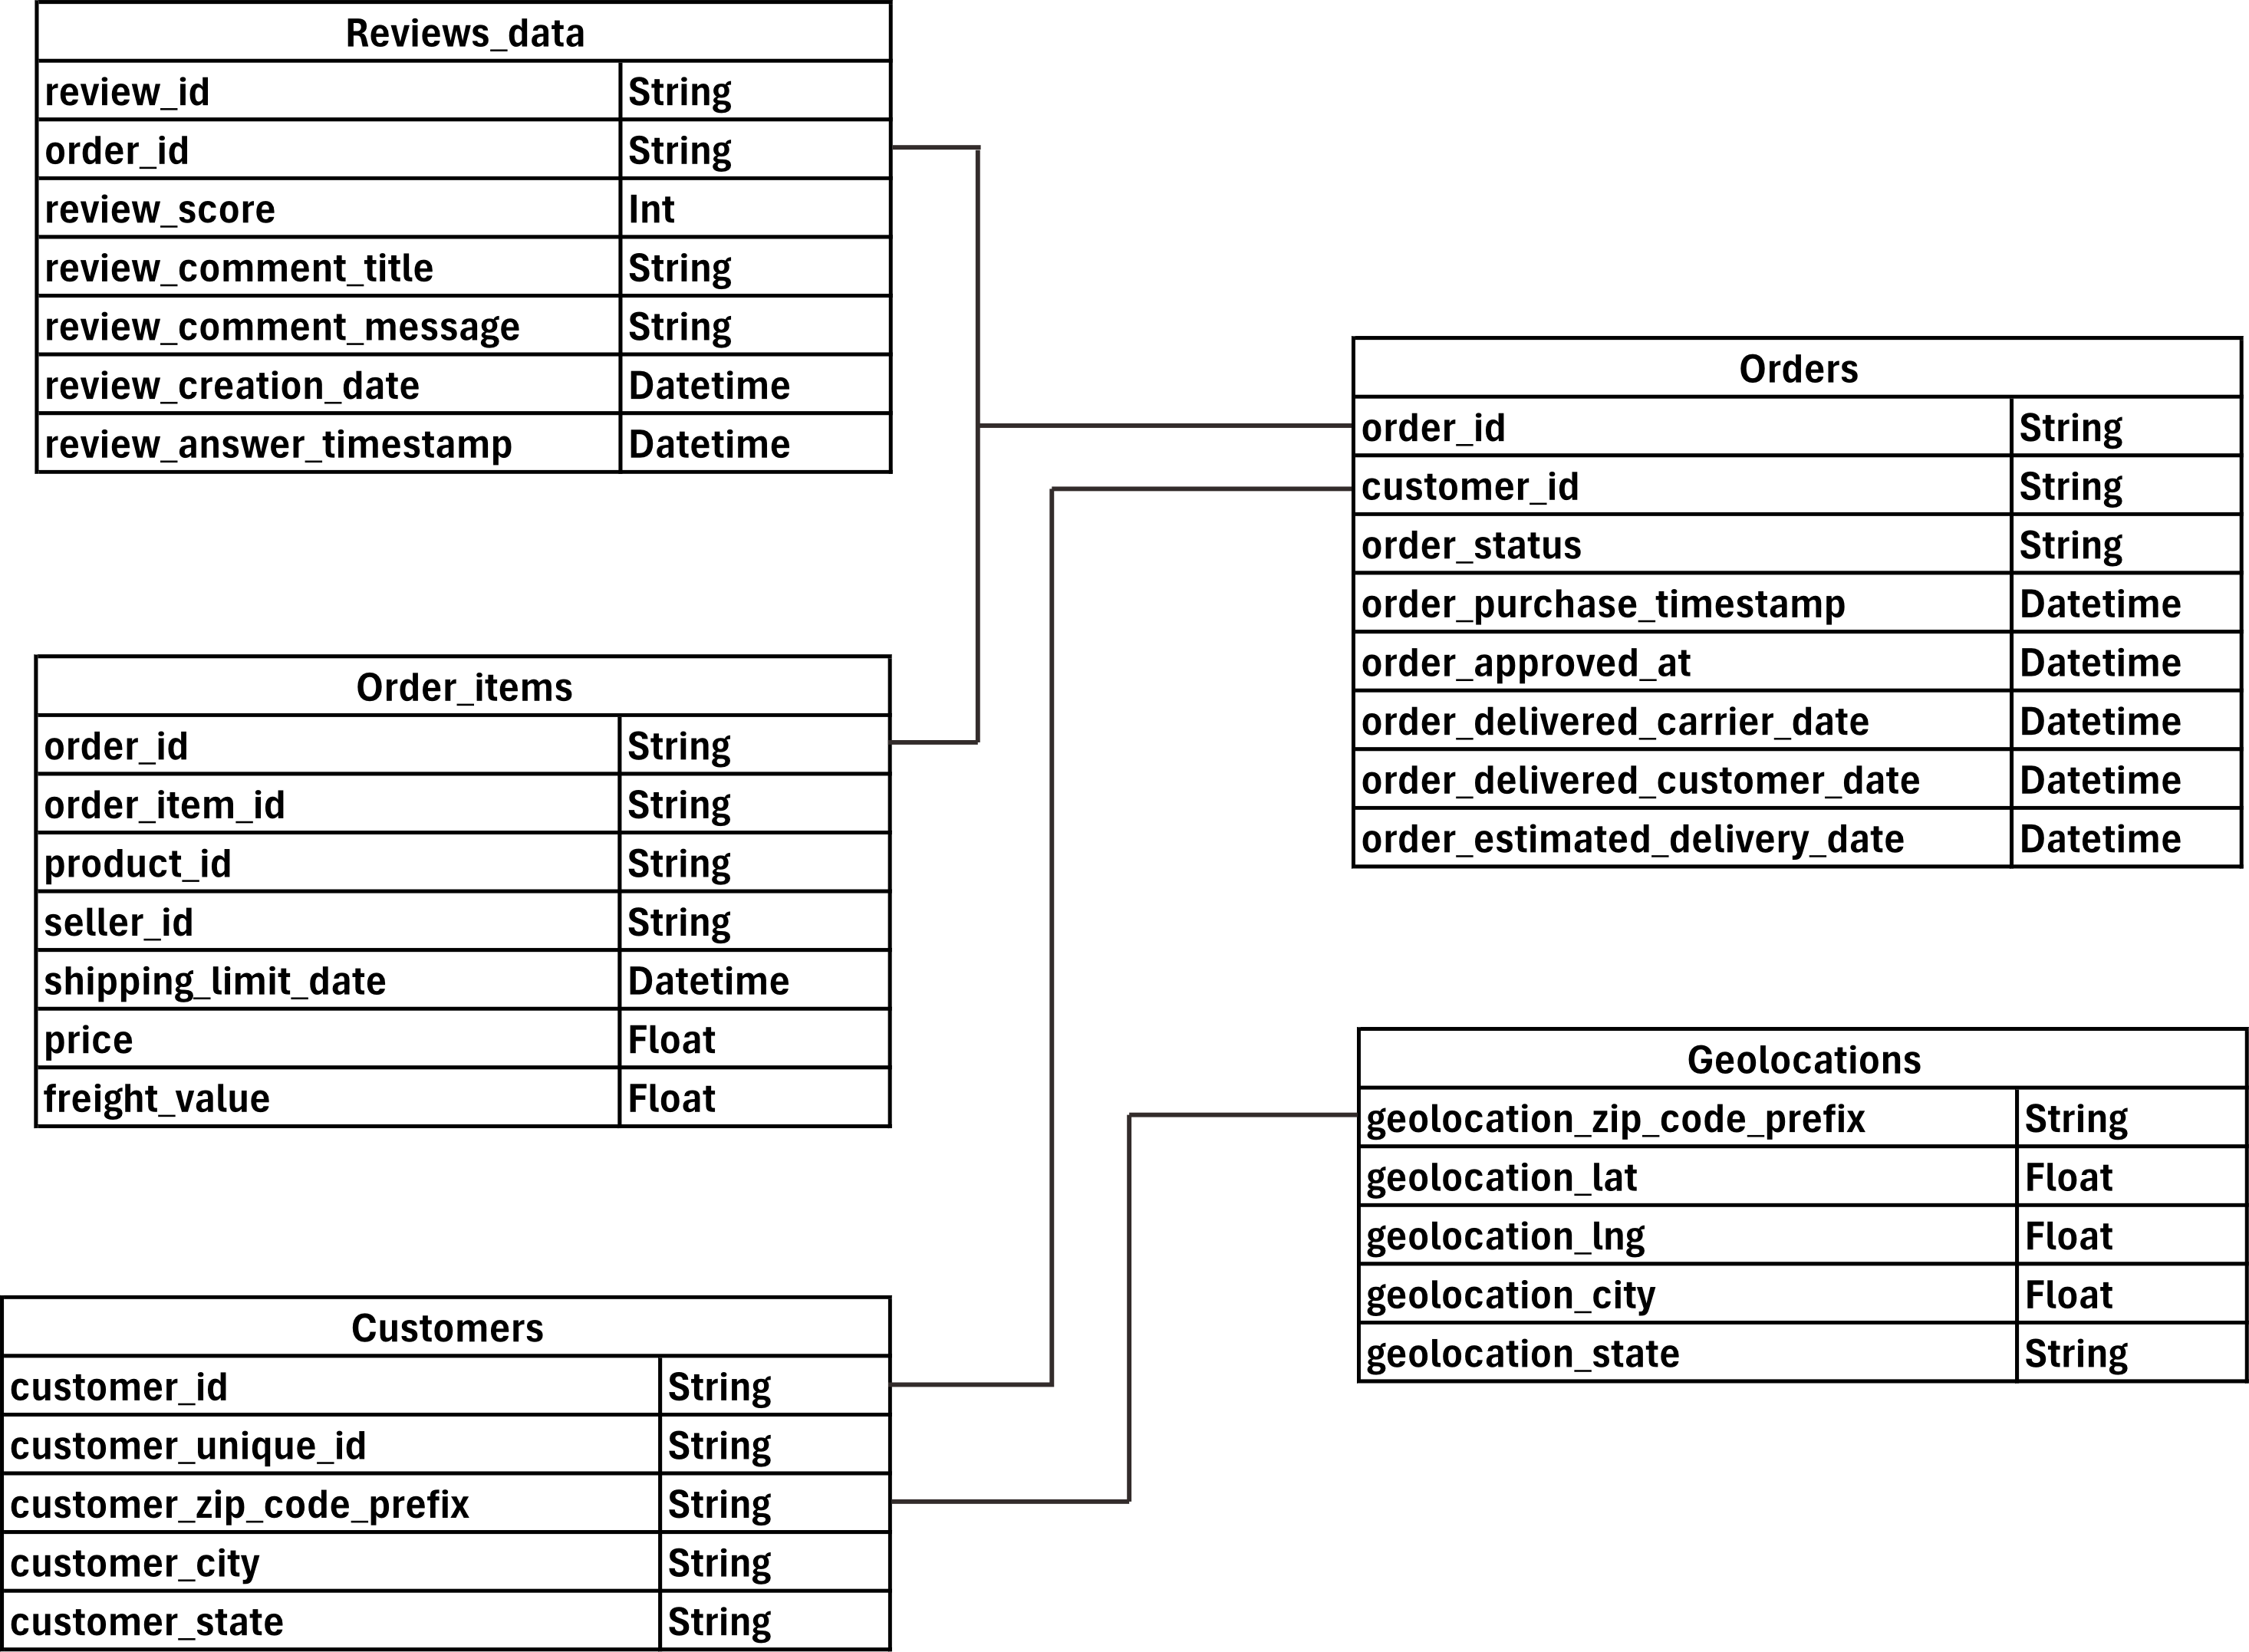 Reviews_data
review_id String
order_id String
review_score Int
review_comment_title String
review_comment_message String
review_creation_date Datetime
review_answer_timestamp Datetime
Orders
order_id String
customer_id String
order_status String
order_purchase_timestamp Datetime
order_approved_at Datetime
order_delivered_carrier_date Datetime
order_delivered_customer_date Datetime
order_estimated_delivery_date Datetime
Order_items
order_id String
order_item_id String
product_id String
seller_id String
shipping_limit_date Datetime
price Float
freight_value Float
Geolocations
geolocation_zip_code_prefix String
geolocation_lat Float
geolocation_lng Float
geolocation_city Float
geolocation_state String
Customers
customer_id String
customer_unique_id String
customer_zip_code_prefix String
customer_city String
customer_state String